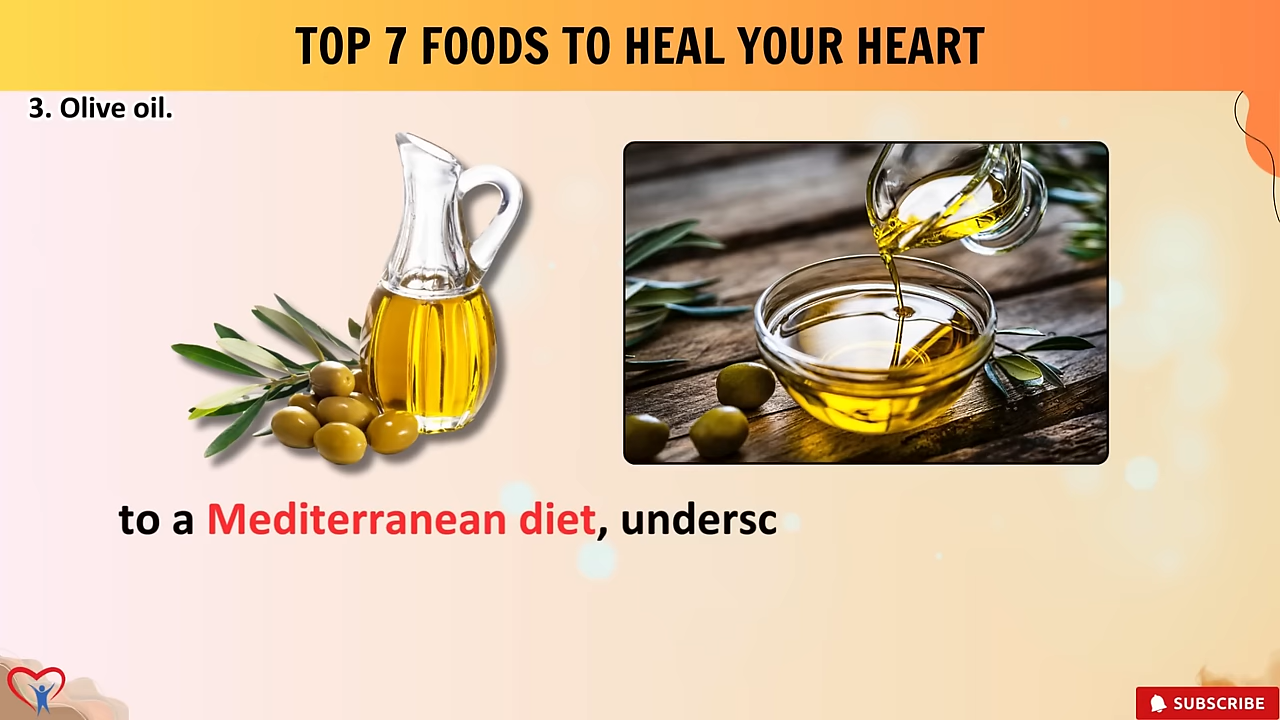 TOP 7 FOODS TO HEAL YOUR HEART
3. Olive oil.
to a Mediterranean diet, undersc
SUBSCRIBE